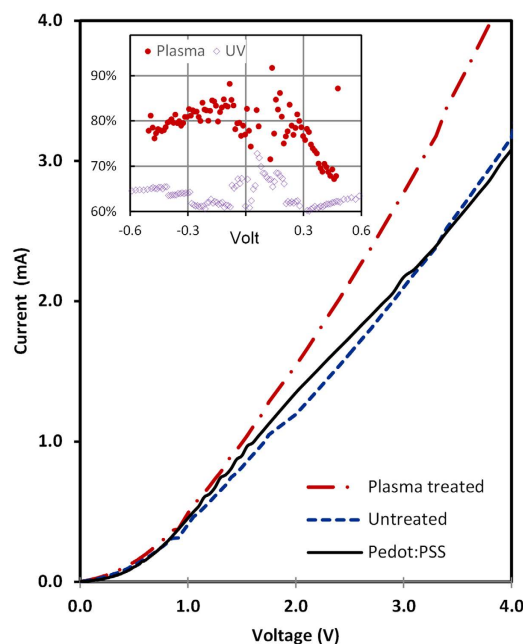 4.0
Plasma UV
90%
80%
70%
60%
-0.6 -0.3 0.0 0.3 0.6
Volt
3.0
Current (mA)
2.0
1.0
Plasma treated
Untreated
Pedot:PSS
0.0
0.0 1.0 2.0 3.0 4.0
Voltage (V)